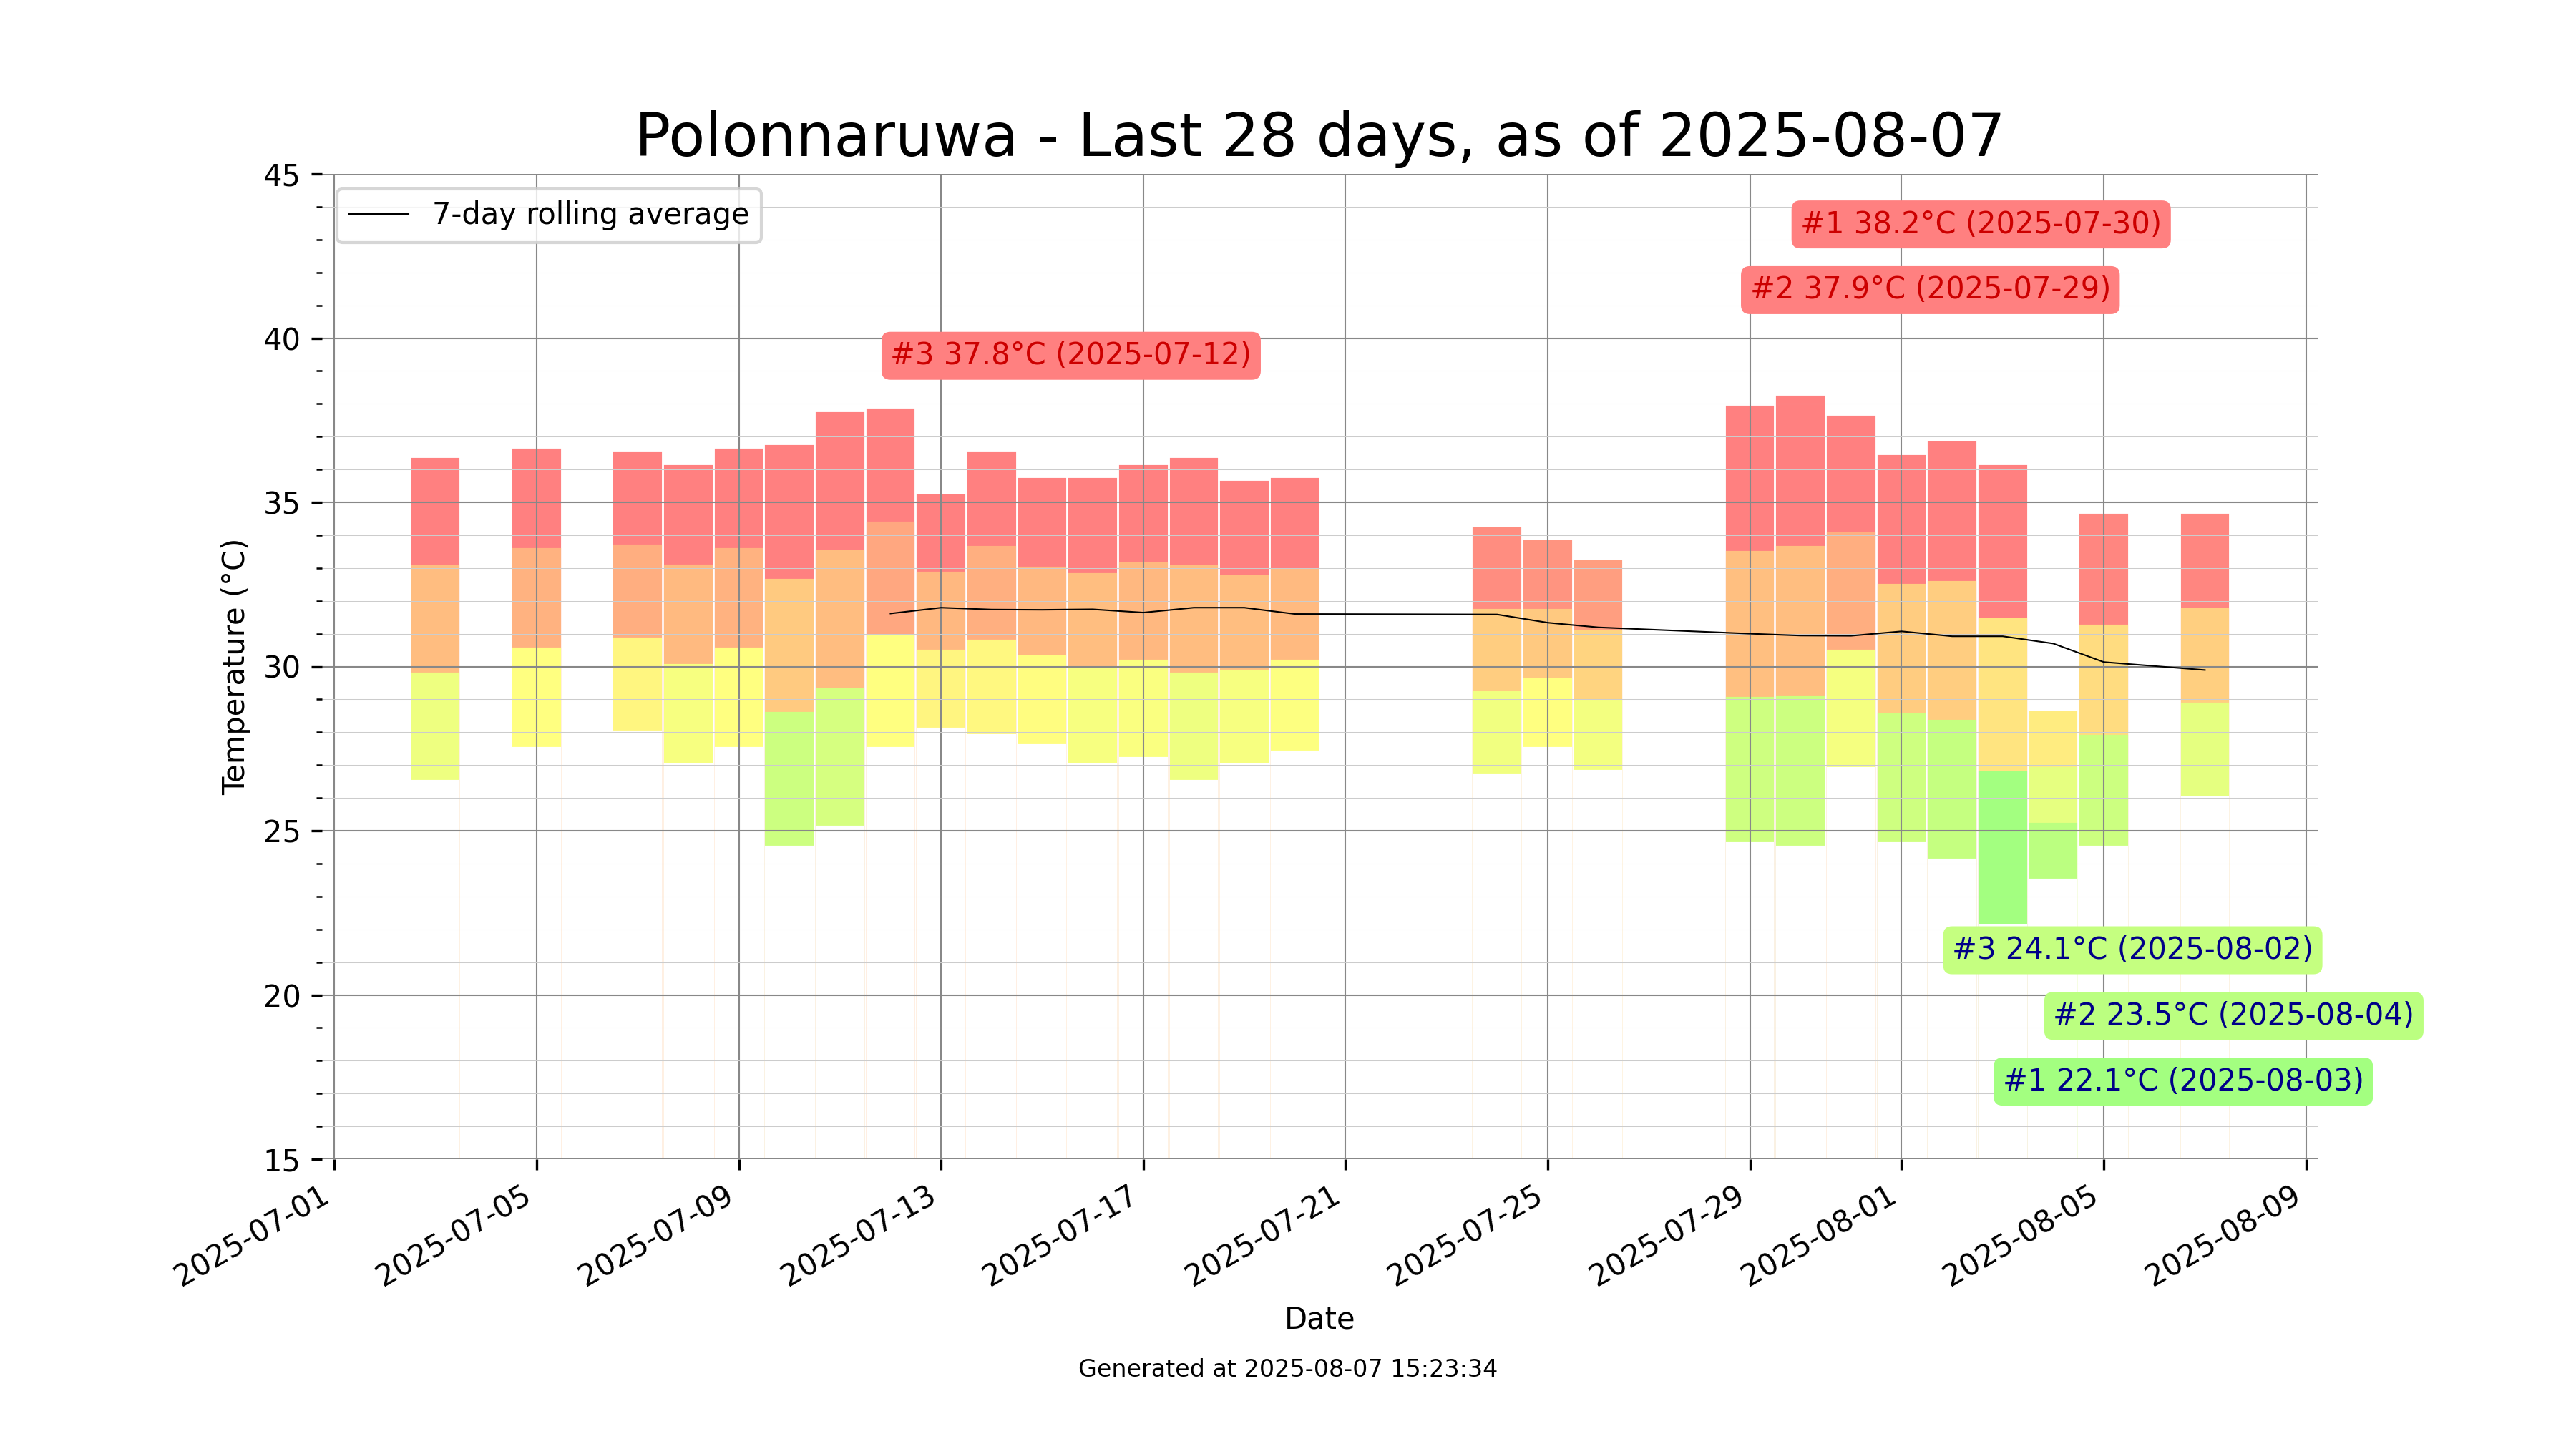 Polonnaruwa - Last 28 days, as of 2025-08-07
7-day rolling average
#1 38.2°C (2025-07-30)
#2 37.9°C (2025-07-29)
#3 37.8°C (2025-07-12)
#3 24.1°C (2025-08-02)
#2 23.5°C (2025-08-04)
#1 22.1°C (2025-08-03)
Temperature (°C)
45
40
35
30
25
20
15
2025-07-01
2025-07-05
2025-07-09
2025-07-13
2025-07-17
2025-07-21
2025-07-25
2025-07-29
2025-08-01
2025-08-05
2025-08-09
Date
Generated at 2025-08-07 15:23:34